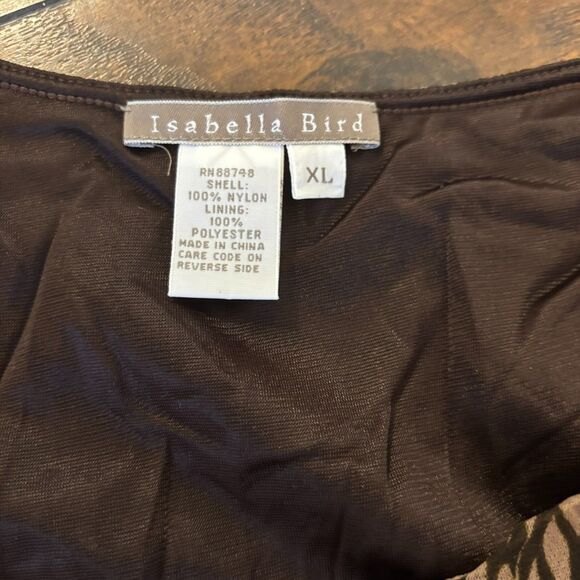 Isabella Bird
XL
RN88748
SHELL:
100% NYLON
LINING:
100%
POLYESTER
MADE IN CHINA
CARE CODE ON
REVERSE SIDE